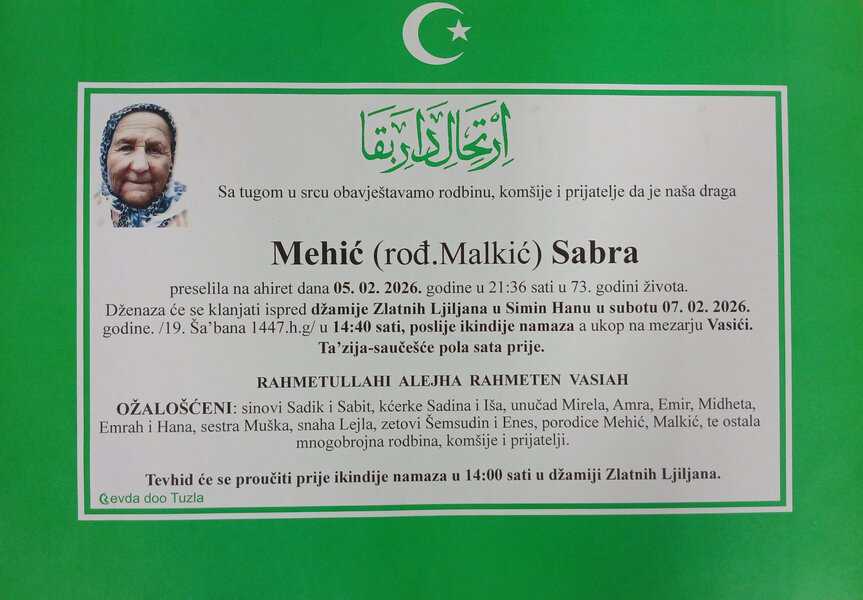 اِرْتِحَالِ دَارِ بَقَا
Sa tugom u srcu obavještavamo rodbinu, komšije i prijatelje da je naša draga
Mehić (rođ.Malkić) Sabra
preselila na ahiret dana 05. 02. 2026. godine u 21:36 sati u 73. godini života.
Dženaza će se klanjati ispred džamije Zlatnih Ljiljana u Simin Hanu u subotu 07. 02. 2026.
godine. /19. Ša'bana 1447.h.g/ u 14:40 sati, poslije ikindije namaza a ukop na mezarju Vasići.
Ta'zija-saučešće pola sata prije.
RAHMETULLAHI ALEJHA RAHMETEN VASIAH
OŽALOŠĆENI: sinovi Sadik i Sabit, kćerke Sadina i Iša, unučad Mirela, Amra, Emir, Midheta,
Emrah i Hana, sestra Muška, snaha Lejla, zetovi Šemsudin i Enes, porodice Mehić, Malkić, te ostala
mnogobrojna rodbina, komšije i prijatelji.
Tevhid će se proučiti prije ikindije namaza u 14:00 sati u džamiji Zlatnih Ljiljana.
Revda doo Tuzla